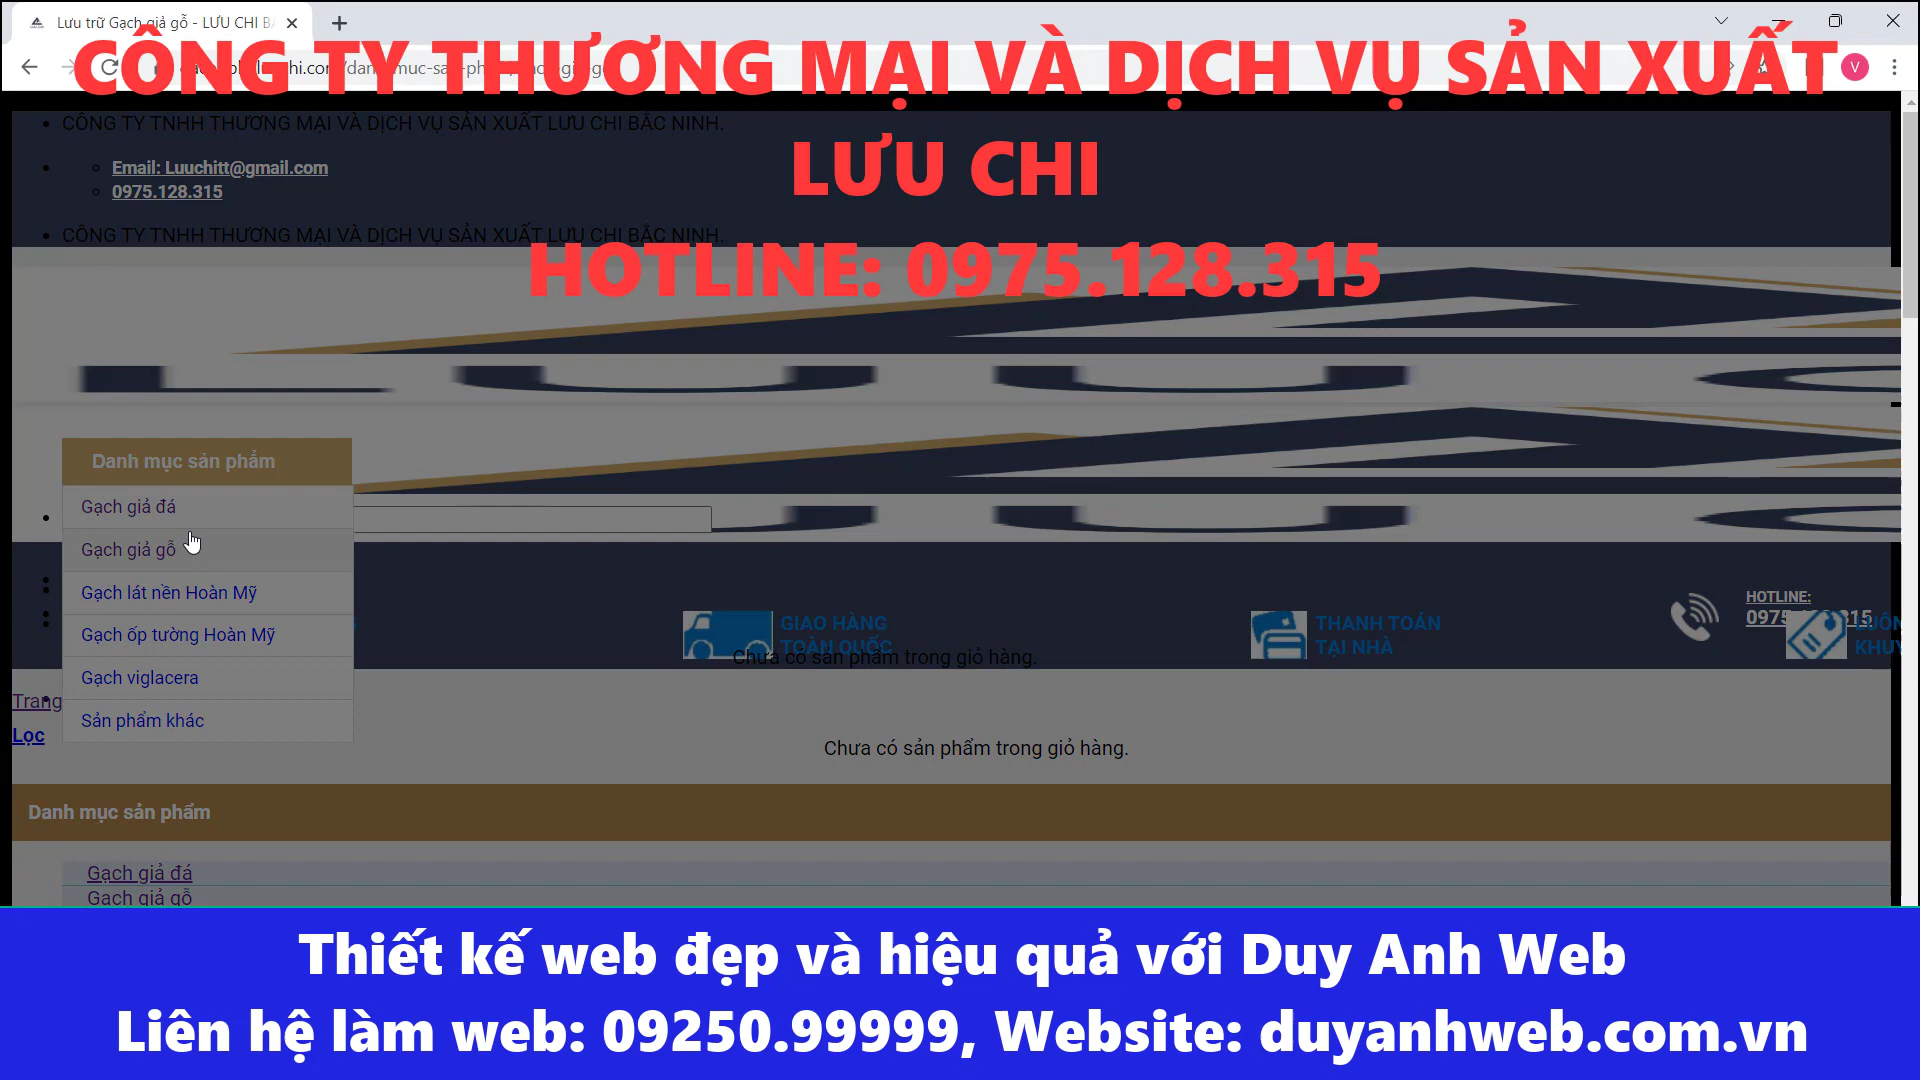 Lưu trữ Gạch giả gỗ - LƯU CHI BẮ
CÔNG TY THƯƠNG MẠI VÀ DỊCH VỤ SẢN XUẤT
LƯU CHI
HOTLINE: 0975.128.315
V
CÔNG TY TNHH THƯƠNG MẠI VÀ DỊCH VỤ SẢN XUẤT LƯU CHI BẮC NINH.
Email: Luuchitt@gmail.com
0975.128.315
CÔNG TY TNHH THƯƠNG MẠI VÀ DỊCH VỤ SẢN XUẤT LƯU CHI BẮC NINH.
Danh mục sản phẩm
Gạch giả đá
Gạch giả gỗ
Gạch lát nền Hoàn Mỹ
Gạch ốp tường Hoàn Mỹ
Gạch viglacera
Sản phẩm khác
GIAO HÀNG
TOÀN QUỐC
THANH TOÁN
TẠI NHÀ
HOTLINE:
Chưa có sản phẩm trong giỏ hàng.
Trang
Lọc
Chưa có sản phẩm trong giỏ hàng.
Danh mục sản phẩm
Gạch giả đá
Gạch giả gỗ
Thiết kế web đẹp và hiệu quả với Duy Anh Web
Liên hệ làm web: 09250.99999, Website: duyanhweb.com.vn